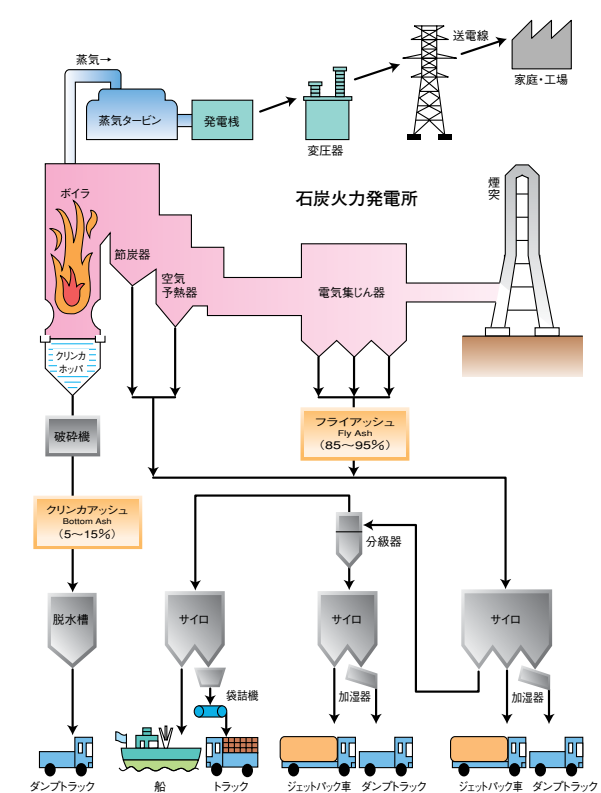 送電線
蒸気→
家庭・工場
蒸気タービン
発電桟
変圧器
石炭火力発電所
煙突
ボイラ
節炭器
空気
予熱器
電気集じん器
クリンカ
ホッパ
フライアッシュ
Fly Ash
(85～95%)
破砕機
クリンカアッシュ
Bottom Ash
(5～15%)
分級器
脱水槽
サイロ
サイロ
サイロ
袋詰機
加湿器
加湿器
ダンプトラック
船
トラック
ジェットパック車
ダンプトラック
ジェットパック車
ダンプトラック